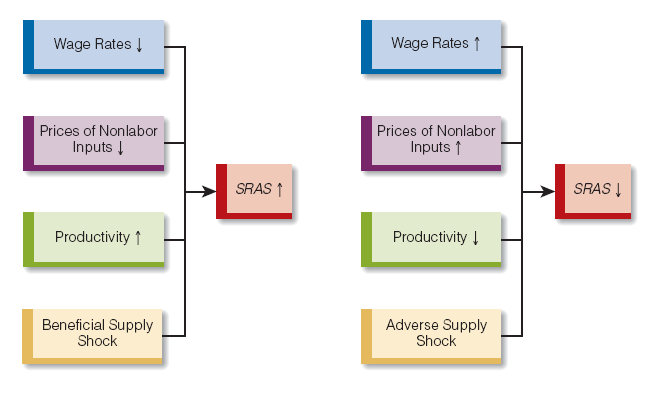 Wage Rates ↓
Prices of Nonlabor
Inputs ↓
Productivity ↑
Beneficial Supply
Shock
SRAS ↑
Wage Rates ↑
Prices of Nonlabor
Inputs ↑
Productivity ↓
Adverse Supply
Shock
SRAS ↓